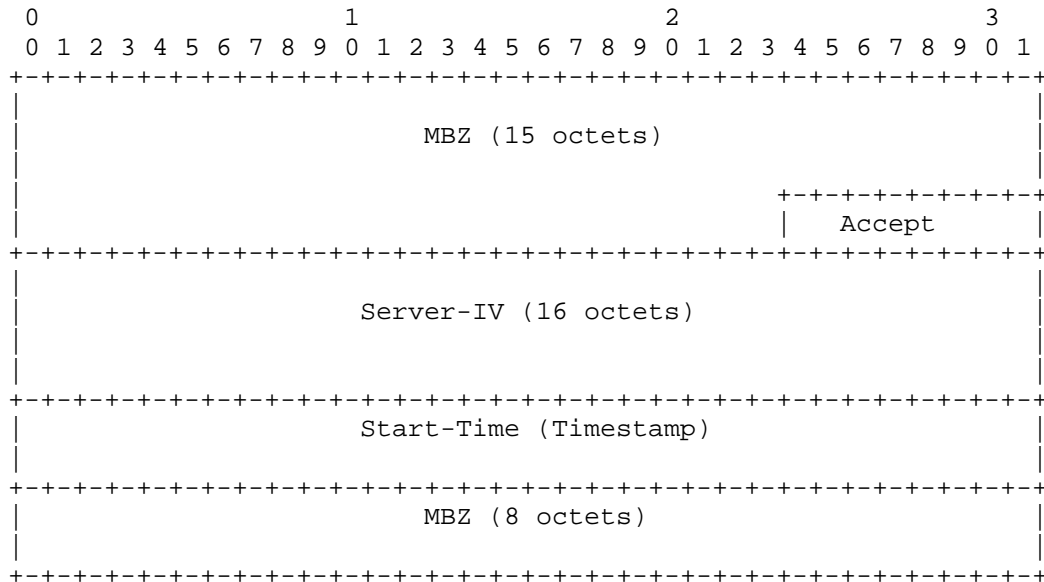 0                   1                   2                   3
0 1 2 3 4 5 6 7 8 9 0 1 2 3 4 5 6 7 8 9 0 1 2 3 4 5 6 7 8 9 0 1
+-+-+-+-+-+-+-+-+-+-+-+-+-+-+-+-+-+-+-+-+-+-+-+-+-+-+-+-+-+-+-+-+
|                                                               |
|                         MBZ (15 octets)                       |
|                                                               |
|                                               +-+-+-+-+-+-+-+-+
|                                               |   Accept      |
+-+-+-+-+-+-+-+-+-+-+-+-+-+-+-+-+-+-+-+-+-+-+-+-+-+-+-+-+-+-+-+-+
|                                                               |
|                     Server-IV (16 octets)                     |
|                                                               |
|                                                               |
+-+-+-+-+-+-+-+-+-+-+-+-+-+-+-+-+-+-+-+-+-+-+-+-+-+-+-+-+-+-+-+-+
|                     Start-Time (Timestamp)                    |
|                                                               |
+-+-+-+-+-+-+-+-+-+-+-+-+-+-+-+-+-+-+-+-+-+-+-+-+-+-+-+-+-+-+-+-+
|                         MBZ (8 octets)                        |
|                                                               |
+-+-+-+-+-+-+-+-+-+-+-+-+-+-+-+-+-+-+-+-+-+-+-+-+-+-+-+-+-+-+-+-+